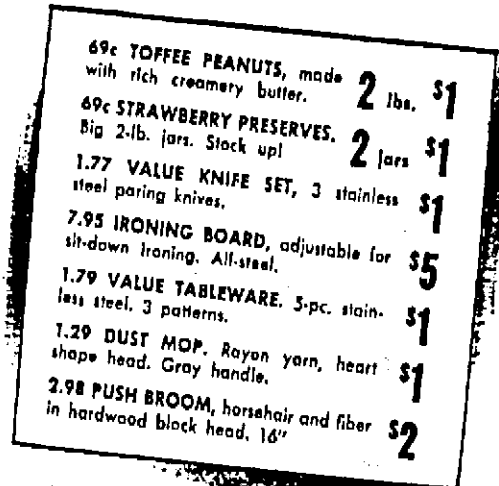 69c TOFFEE PEANUTS, made 2 lbs. $1
with rich creamery butter.
69c STRAWBERRY PRESERVES. 2 jars $1
Big 2-lb. jars. Stock up!
1.77 VALUE KNIFE SET, 3 stainless $1
steel paring knives.
7.95 IRONING BOARD, adjustable for $5
sit-down ironing. All-steel.
1.79 VALUE TABLEWARE. 5-pc. stain- $1
less steel. 3 patterns.
1.29 DUST MOP. Rayon yarn, heart $1
shape head. Gray handle.
2.98 PUSH BROOM, horsehair and fiber $2
in hardwood block head. 16"